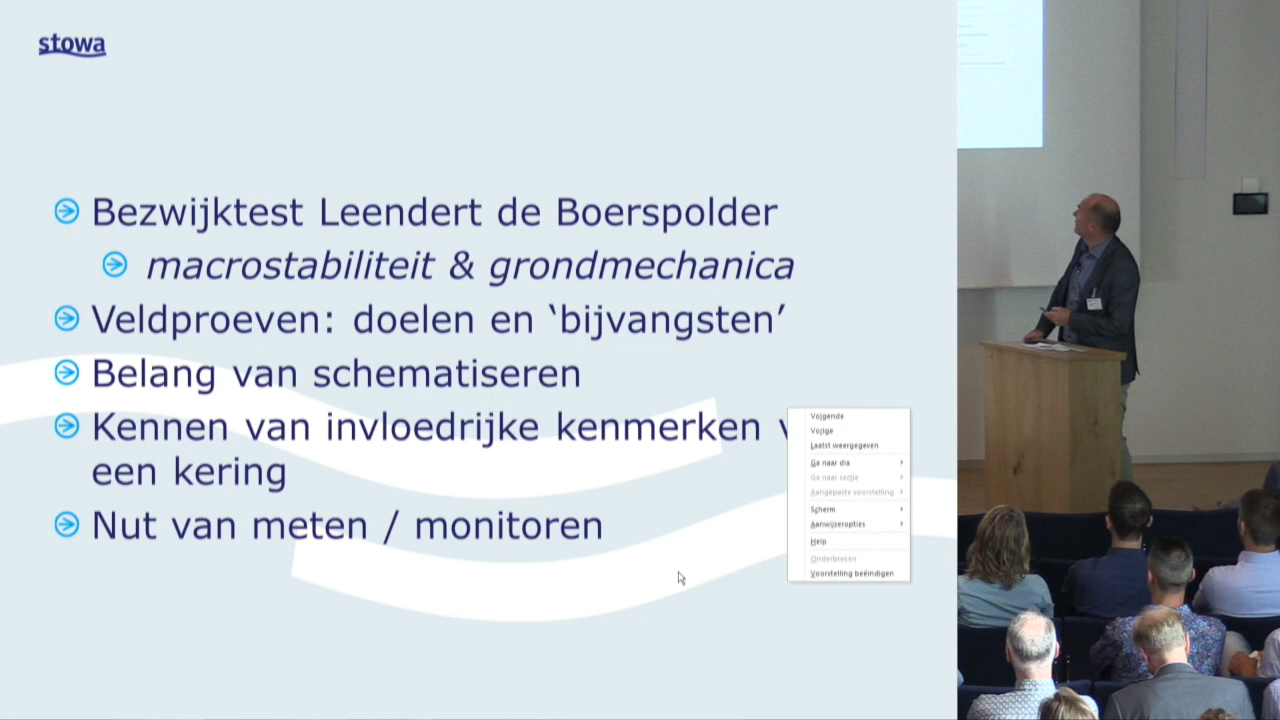 stowa
Bezwijktest Leendert de Boerspolder
macrostabiliteit & grondmechanica
Veldproeven: doelen en ‘bijvangsten’
Belang van schematiseren
Kennen van invloedrijke kenmerken
een kering
Nut van meten / monitoren
Volgende
Vorige
Laatst weergegeven
Ga naar dia
Ga naar sectie
Aangepaste voorstelling
Scherm
Aanwijzeropties
Help
Onderbreken
Voorstelling beëindigen